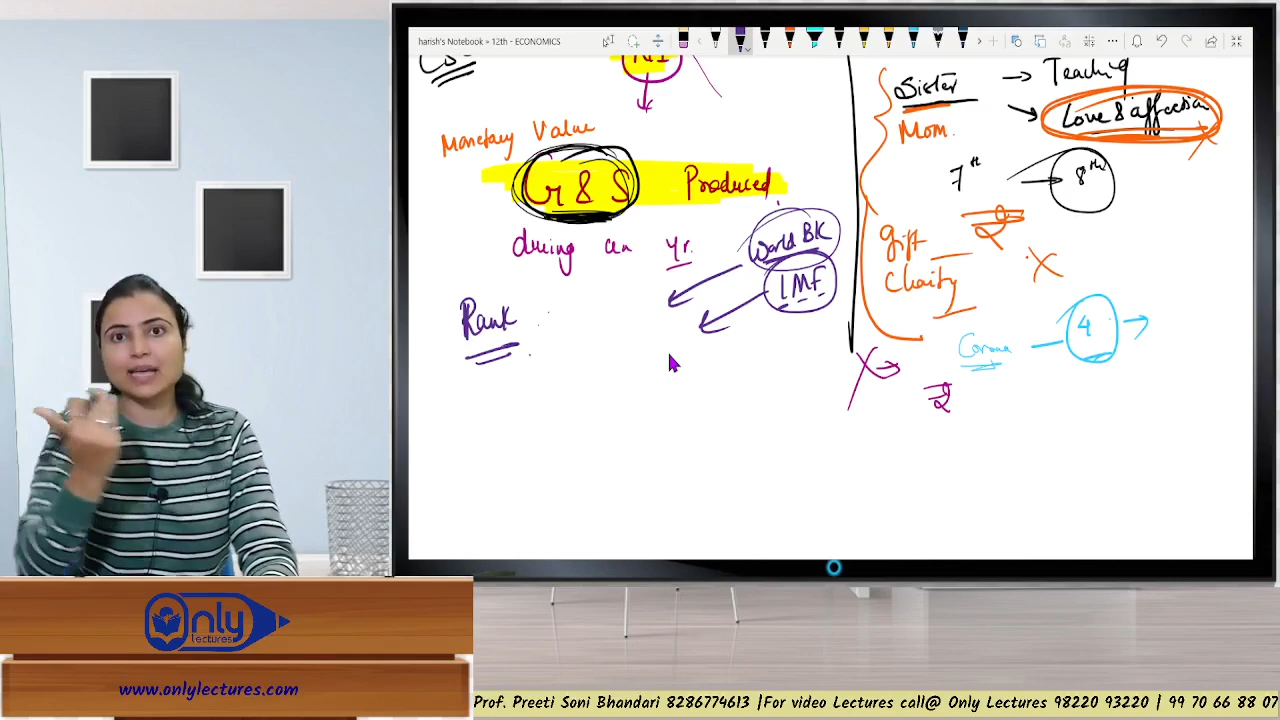 harish's Notebook » 12th - ECONOMICS
NI
Monetary Value
G & S Produced
during an yr.
World BK
IMF
Rank
Sister → Teaching
→ Love & affection
Mom.
7th → 8th
Gift
Charity
X
Corona — 4 →
X →
Only
lectures
www.onlylectures.com
Prof. Preeti Soni Bhandari 8286774613 |For video Lectures call@ Only Lectures 98220 93220 | 99 70 66 88 07